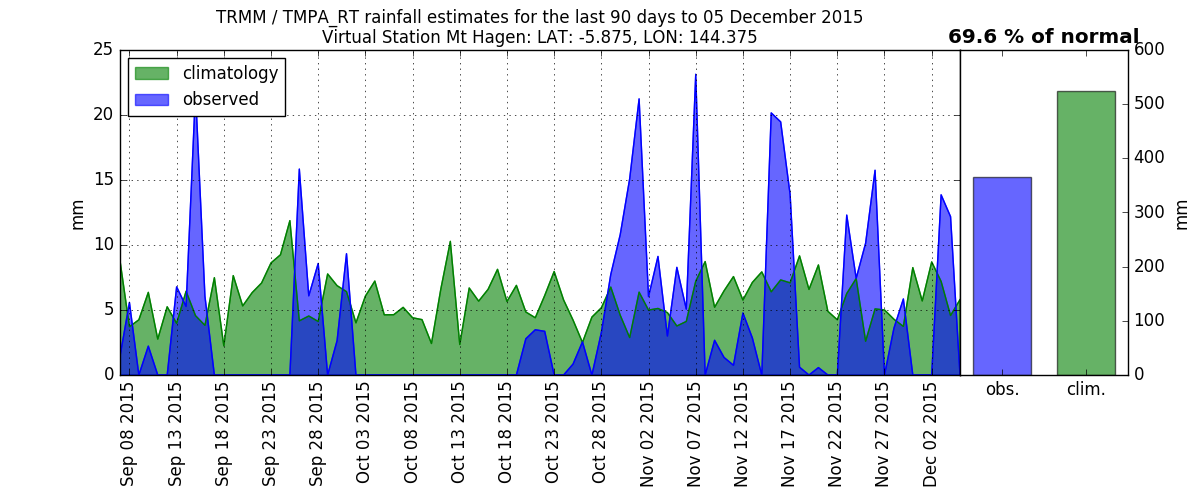 TRMM / TMPA_RT rainfall estimates for the last 90 days to 05 December 2015
Virtual Station Mt Hagen: LAT: -5.875, LON: 144.375
69.6 % of normal
climatology
observed
25
20
15
10
5
0
mm
Sep 08 2015
Sep 13 2015
Sep 18 2015
Sep 23 2015
Sep 28 2015
Oct 03 2015
Oct 08 2015
Oct 13 2015
Oct 18 2015
Oct 23 2015
Oct 28 2015
Nov 02 2015
Nov 07 2015
Nov 12 2015
Nov 17 2015
Nov 22 2015
Nov 27 2015
Dec 02 2015
obs.
clim.
600
500
400
300
200
100
0
mm